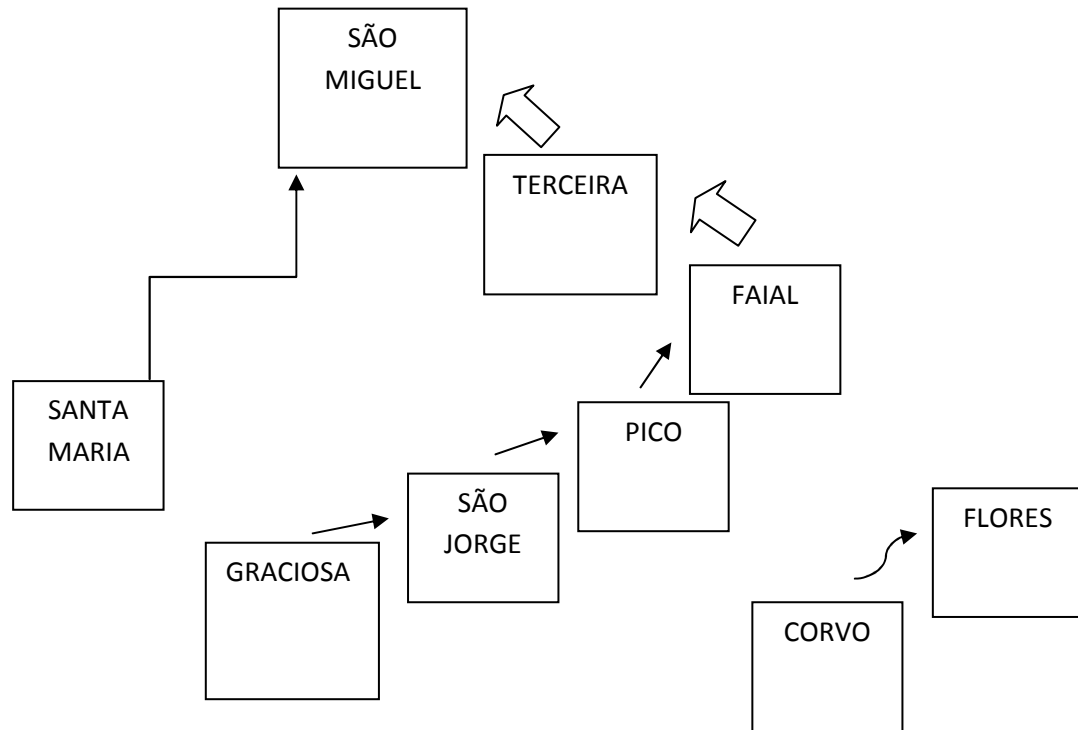 SÃO
MIGUEL
TERCEIRA
FAIAL
SANTA
MARIA
PICO
SÃO
JORGE
FLORES
GRACIOSA
CORVO